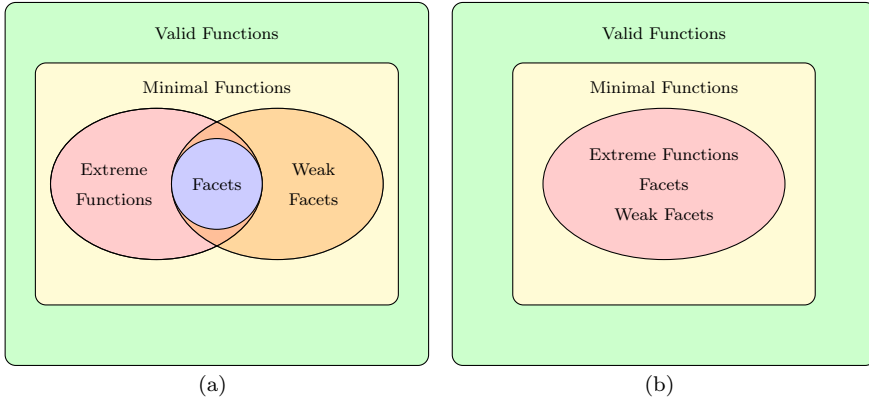 Valid Functions
Minimal Functions
Extreme
Functions
Facets
Weak
Facets
(a)
Valid Functions
Minimal Functions
Extreme Functions
Facets
Weak Facets
(b)